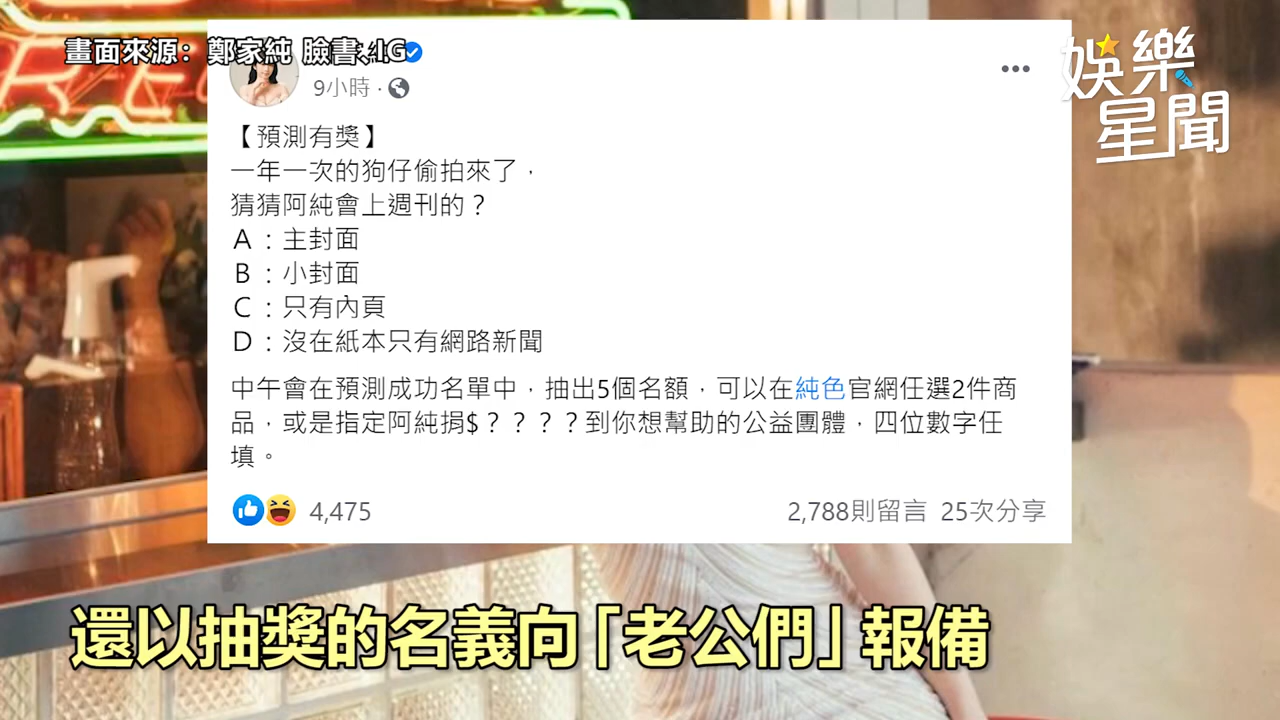 畫面來源：鄭家純 臉書、IG
娛樂
星聞
9小時
【預測有獎】
一年一次的狗仔偷拍來了，
猜猜阿純會上週刊的？
A：主封面
B：小封面
C：只有內頁
D：沒在紙本只有網路新聞
中午會在預測成功名單中，抽出5個名額，可以在純色官網任選2件商
品，或是指定阿純捐$？？？？到你想幫助的公益團體，四位數字任
填。
4,475
2,788則留言 25次分享
還以抽獎的名義向「老公們」報備